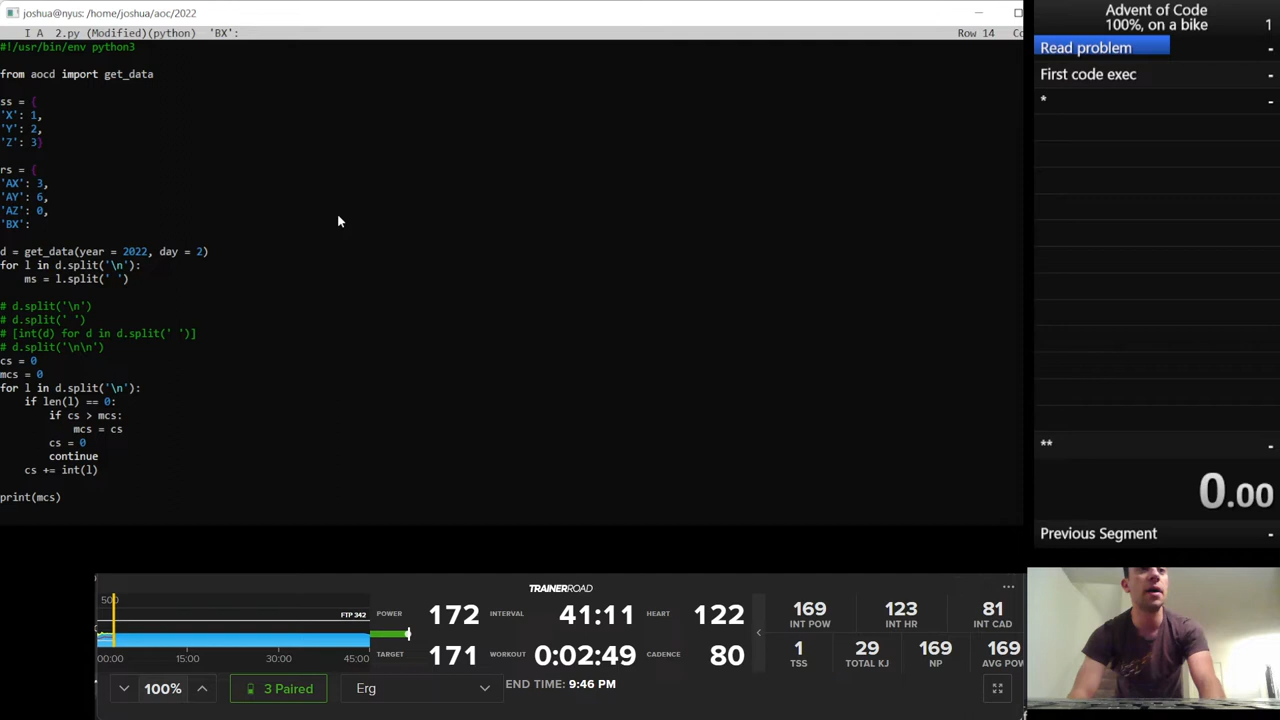 joshua@nyus: /home/joshua/aoc/2022
I A 2.py (Modified)(python) 'BX':
Row 14
#!/usr/bin/env python3
from aocd import get_data
ss = {
'X': 1,
'Y': 2,
'Z': 3}
rs = {
'AX': 3,
'AY': 6,
'AZ': 0,
'BX':
d = get_data(year = 2022, day = 2)
for l in d.split('\n'):
ms = l.split(' ')
# d.split('\n')
# d.split(' ')
# [int(d) for d in d.split(' ')]
# d.split('\n\n')
cs = 0
mcs = 0
for l in d.split('\n'):
if len(l) == 0:
if cs > mcs:
mcs = cs
cs = 0
continue
cs += int(l)
print(mcs)
Advent of Code
100%, on a bike 1
Read problem -
First code exec -
* -
** -
0.00
Previous Segment -
TRAINERROAD
500
FTP 342
00:00 15:00 30:00 45:00
POWER 172 INTERVAL 41:11 HEART 122
TARGET 171 WORKOUT 0:02:49 CADENCE 80
169 INT POW
123 INT HR
81 INT CAD
1 TSS
29 TOTAL KJ
169 NP
169 AVG POW
100%
3 Paired
Erg
END TIME: 9:46 PM